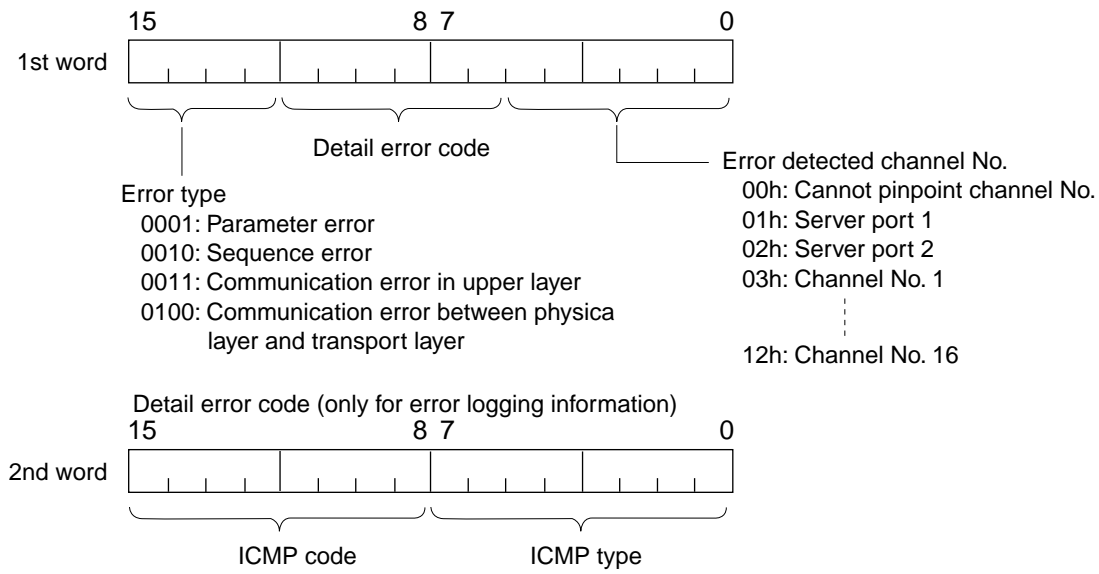 15 8 7 0
1st word
Detail error code
Error detected channel No.
00h: Cannot pinpoint channel No.
01h: Server port 1
02h: Server port 2
03h: Channel No. 1
12h: Channel No. 16
Error type
0001: Parameter error
0010: Sequence error
0011: Communication error in upper layer
0100: Communication error between physica
layer and transport layer
Detail error code (only for error logging information)
15 8 7 0
2nd word
ICMP code ICMP type